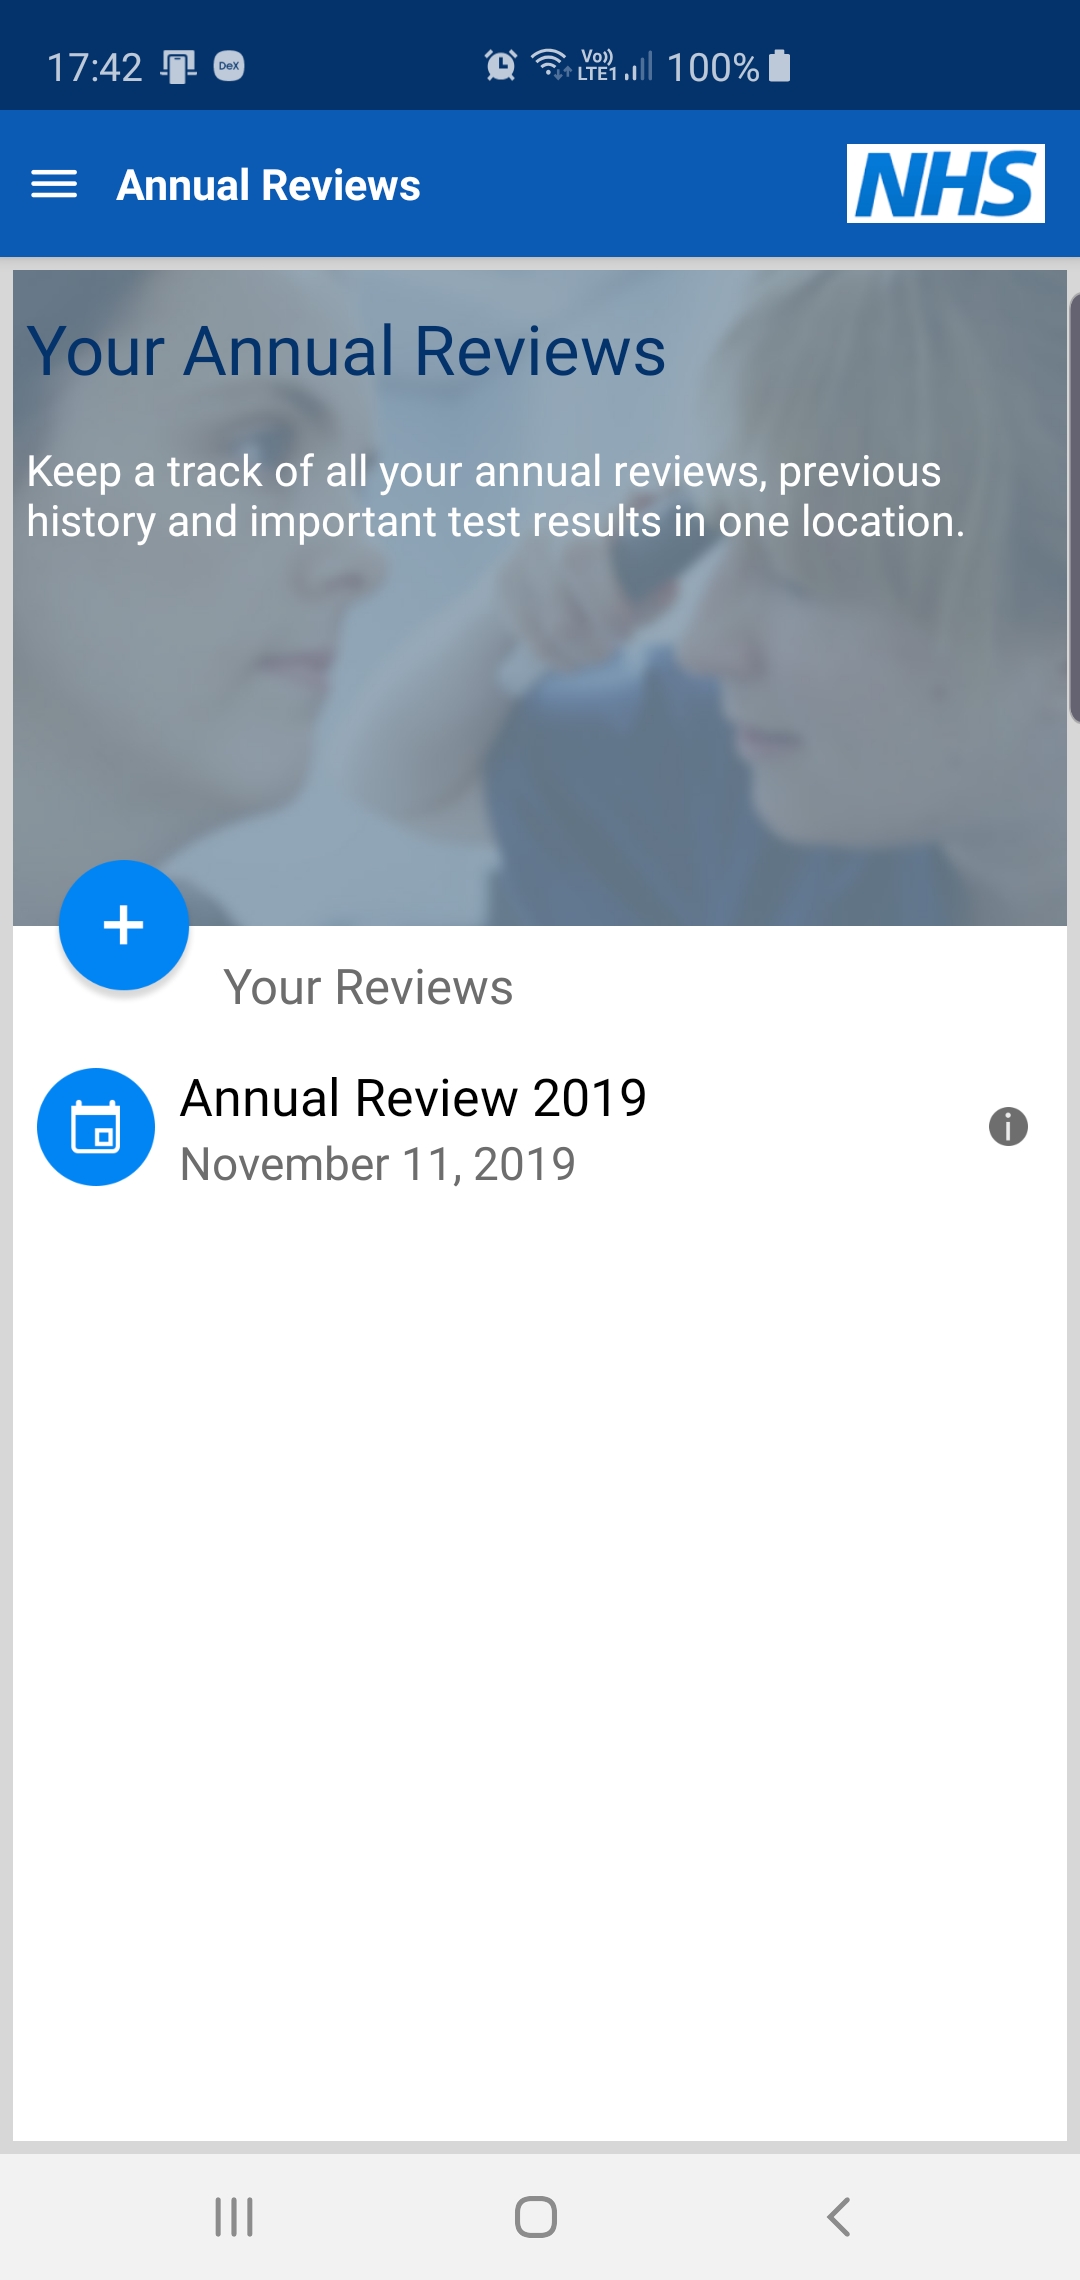 17:42 DeX Vo)) LTE1 100%
Annual Reviews NHS
Your Annual Reviews
Keep a track of all your annual reviews, previous
history and important test results in one location.
Your Reviews
Annual Review 2019
November 11, 2019